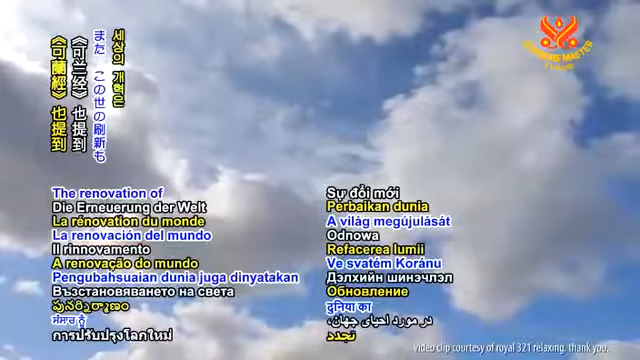 세상의 개혁은
また この世の刷新も
《可兰经》也提到
《可蘭經》也提到
SUPREME MASTER
TELEVISION
The renovation of
Die Erneuerung der Welt
La rénovation du monde
La renovación del mundo
Il rinnovamento
A renovação do mundo
Pengubahsuaian dunia juga dinyatakan
Възстановяването на света
పునర్నిర్మాణం
ਸੰਸਾਰ ਨੂੰ
การปรับปรุงโลกใหม่
Sự đổi mới
Perbaikan dunia
A világ megújulását
Odnowa
Refacerea lumii
Ve svatém Koránu
Дэлхийн шинэчлэл
Обновление
दुनिया का
در مورد احیای جهان،
تجدد
video clip courtesy of royal 321 relaxing. thank you.